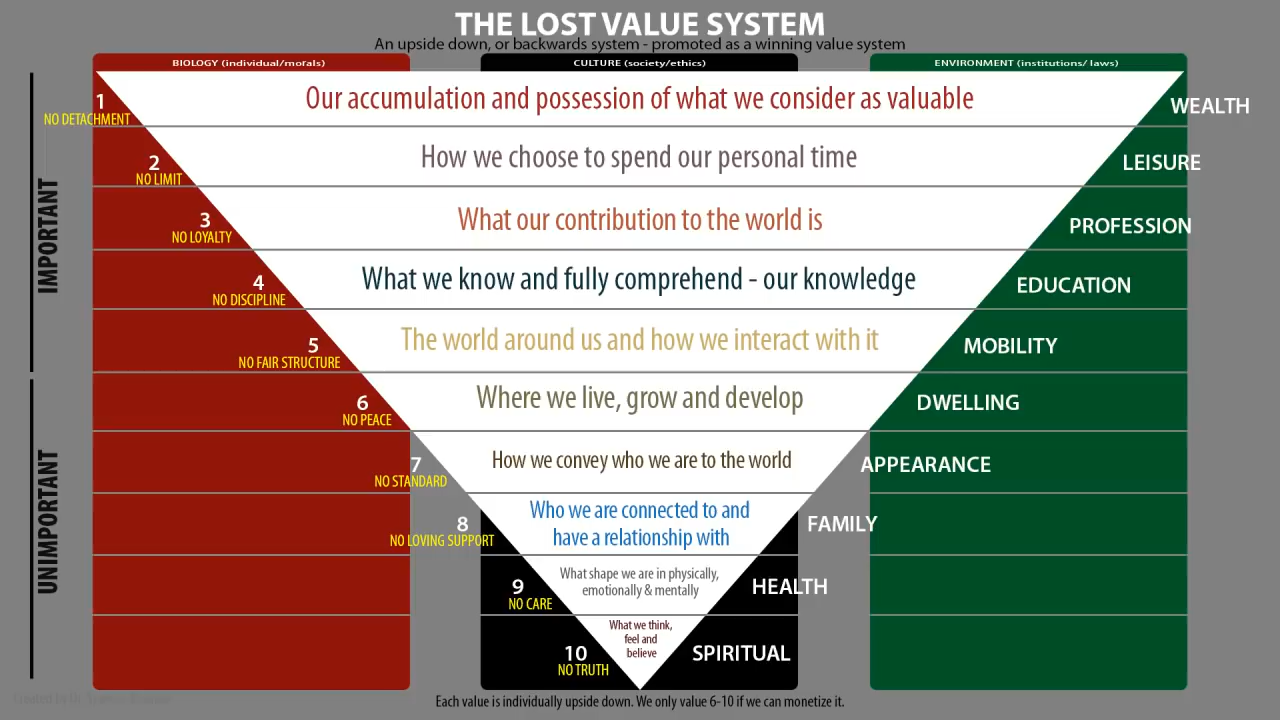 THE LOST VALUE SYSTEM
An upside down, or backwards system - promoted as a winning value system
BIOLOGY (individual/morals)
CULTURE (society/ethics)
ENVIRONMENT (institutions/ laws)
IMPORTANT
UNIMPORTANT
1
NO DETACHMENT
Our accumulation and possession of what we consider as valuable
WEALTH
2
NO LIMIT
How we choose to spend our personal time
LEISURE
3
NO LOYALTY
What our contribution to the world is
PROFESSION
4
NO DISCIPLINE
What we know and fully comprehend - our knowledge
EDUCATION
5
NO FAIR STRUCTURE
The world around us and how we interact with it
MOBILITY
6
NO PEACE
Where we live, grow and develop
DWELLING
7
NO STANDARD
How we convey who we are to the world
APPEARANCE
8
NO LOVING SUPPORT
Who we are connected to and
have a relationship with
FAMILY
9
NO CARE
What shape we are in physically,
emotionally & mentally
HEALTH
10
NO TRUTH
What we think,
feel and
believe
SPIRITUAL
Each value is individually upside down. We only value 6-10 if we can monetize it.